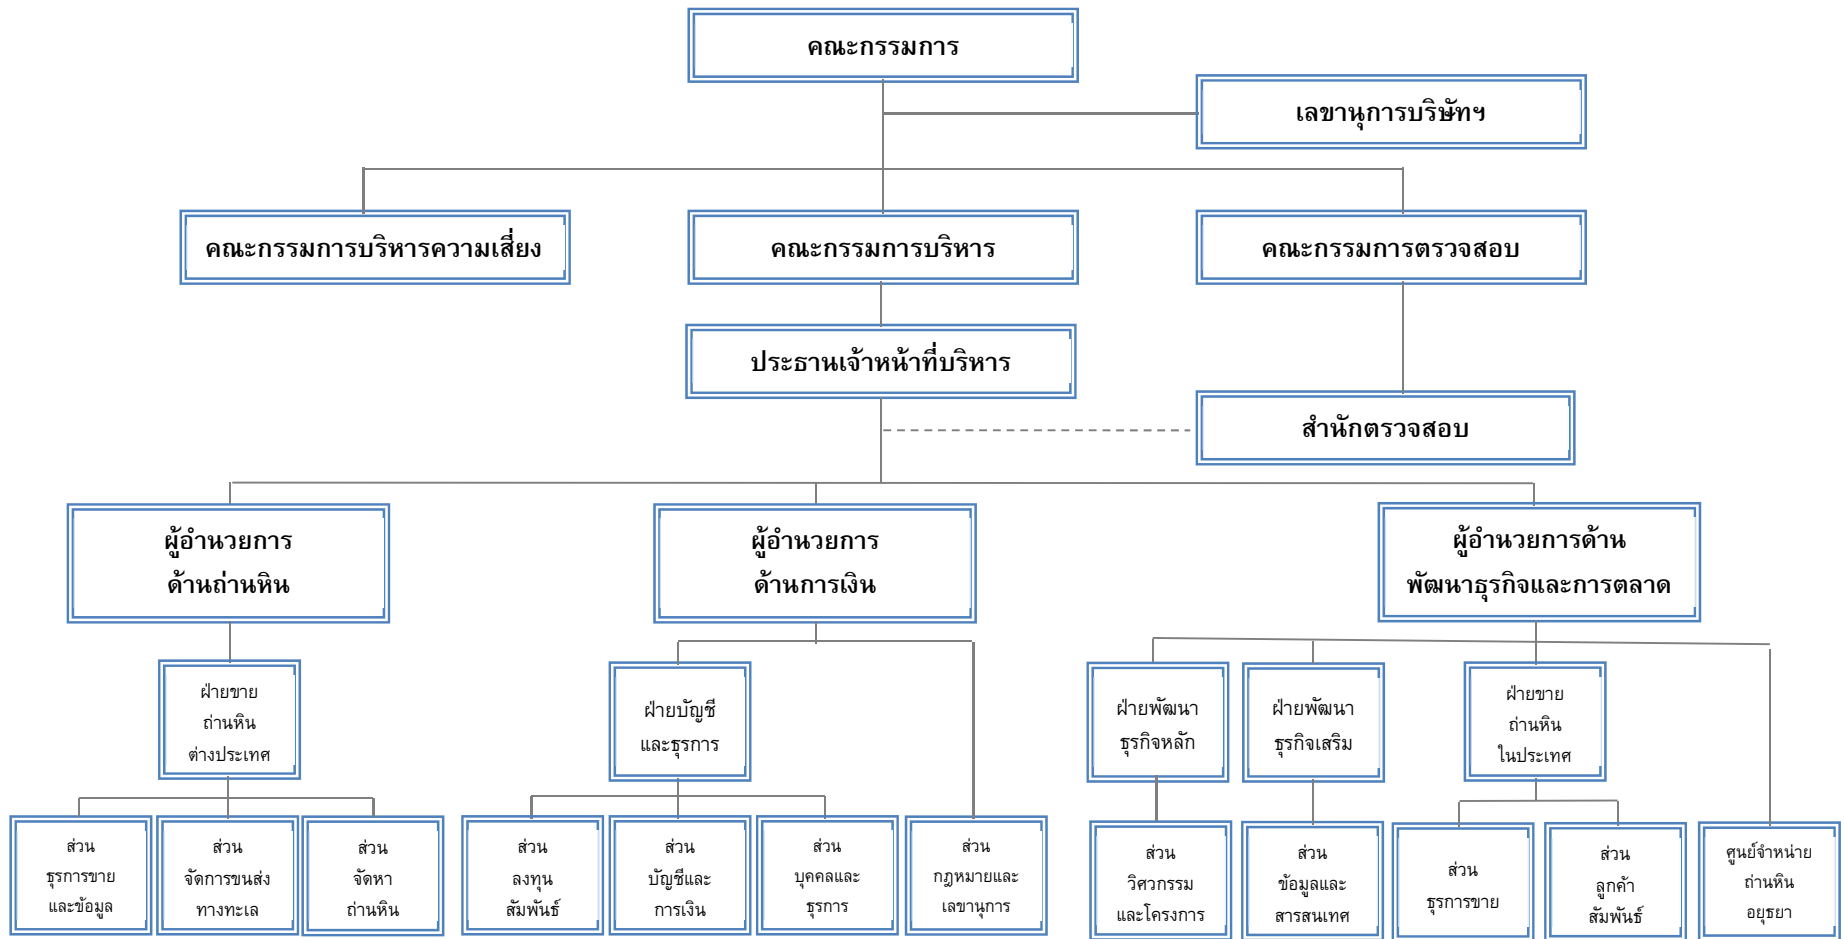 คณะกรรมการ
เลขานุการบริษัทฯ
คณะกรรมการบริหารความเสี่ยง
คณะกรรมการบริหาร
คณะกรรมการตรวจสอบ
ประธานเจ้าหน้าที่บริหาร
สำนักตรวจสอบ
ผู้อำนวยการ
ด้านถ่านหิน
ผู้อำนวยการ
ด้านการเงิน
ผู้อำนวยการด้าน
พัฒนาธุรกิจและการตลาด
ฝ่ายขาย
ถ่านหิน
ต่างประเทศ
ฝ่ายบัญชี
และธุรการ
ฝ่ายพัฒนา
ธุรกิจหลัก
ฝ่ายพัฒนา
ธุรกิจเสริม
ฝ่ายขาย
ถ่านหิน
ในประเทศ
ส่วน
ธุรการขาย
และข้อมูล
ส่วน
จัดการขนส่ง
ทางทะเล
ส่วน
จัดหา
ถ่านหิน
ส่วน
ลงทุน
สัมพันธ์
ส่วน
บัญชีและ
การเงิน
ส่วน
บุคคลและ
ธุรการ
ส่วน
กฎหมายและ
เลขานุการ
ส่วน
วิศวกรรม
และโครงการ
ส่วน
ข้อมูลและ
สารสนเทศ
ส่วน
ธุรการขาย
ส่วน
ลูกค้า
สัมพันธ์
ศูนย์จำหน่าย
ถ่านหิน
อยุธยา